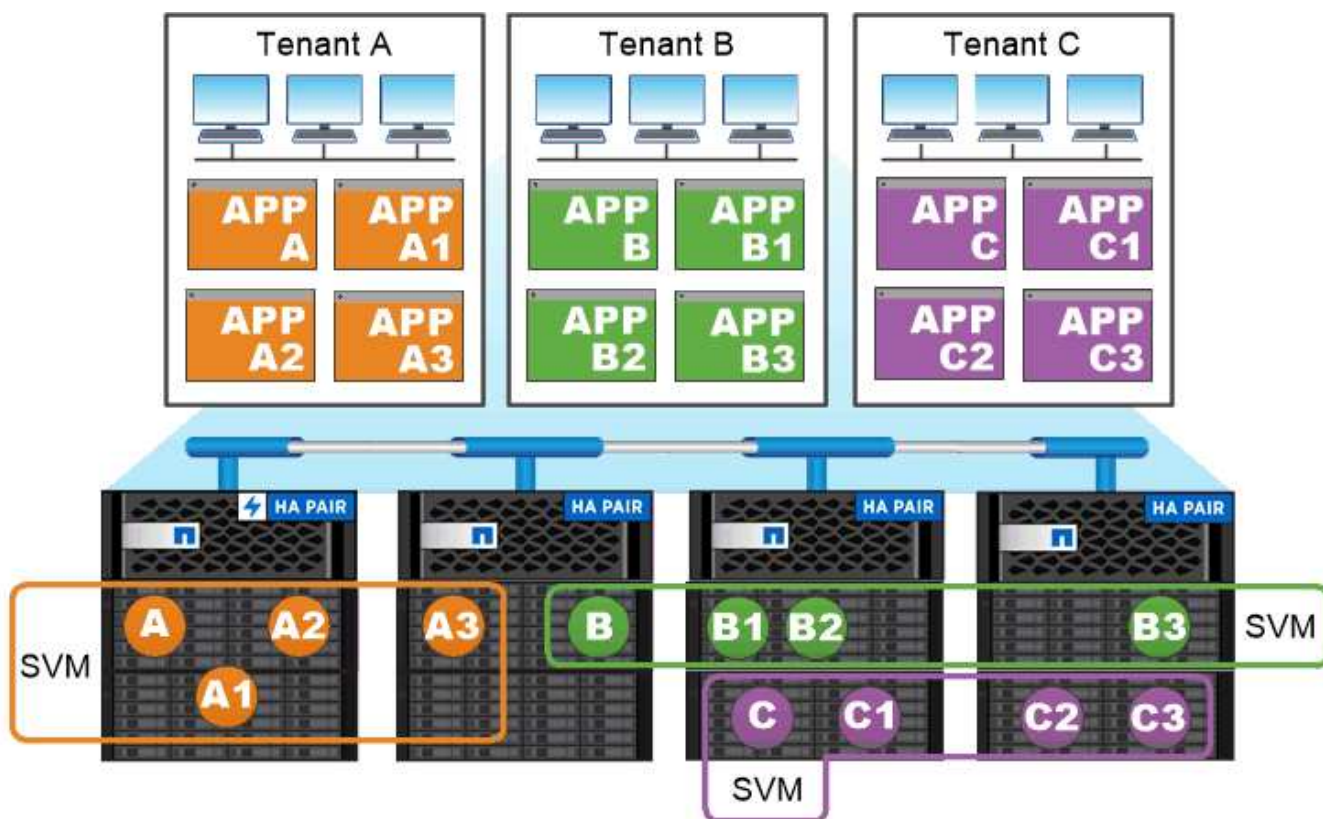 Tenant A
Tenant B
Tenant C
APP
A
APP
A1
APP
B
APP
B1
APP
C
APP
C1
APP
A2
APP
A3
APP
B2
APP
B3
APP
C2
APP
C3
HA PAIR
HA PAIR
HA PAIR
HA PAIR
SVM
A
A2
A1
A3
B
B1
B2
B3
SVM
C
C1
C2
C3
SVM